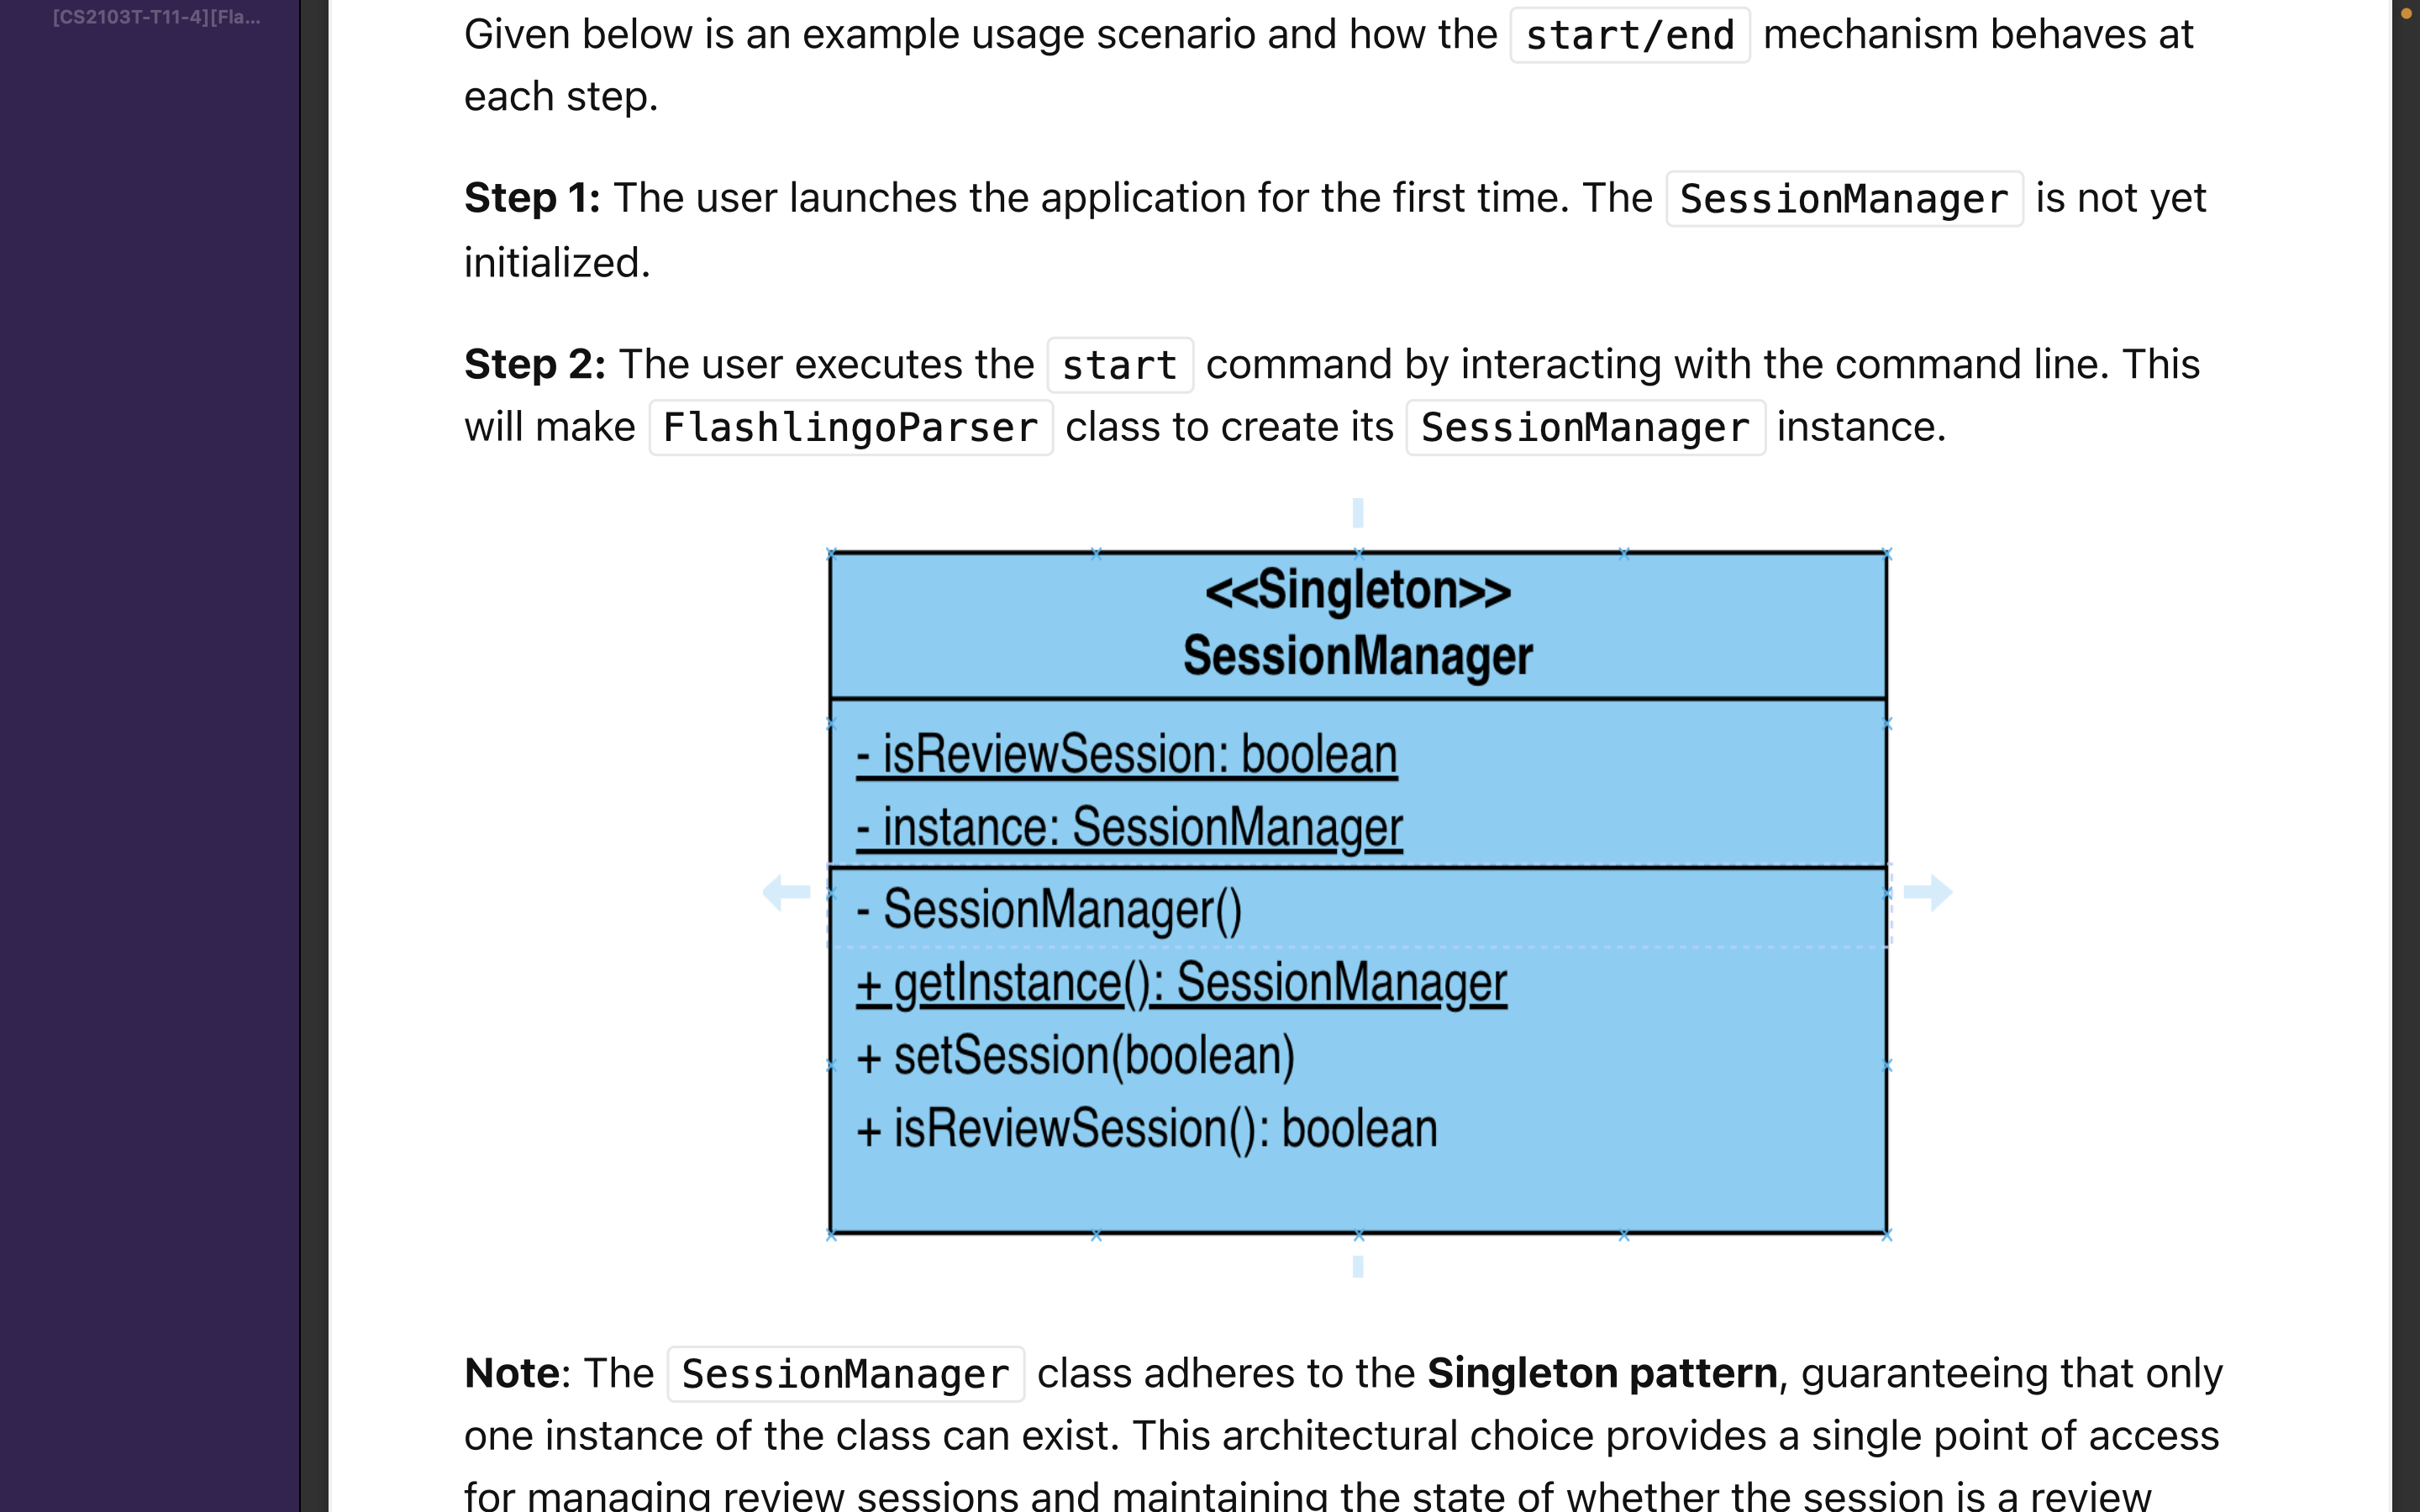 [CS2103T-T11-4][Fla...
Given below is an example usage scenario and how the start/end mechanism behaves at
each step.
Step 1: The user launches the application for the first time. The SessionManager is not yet
initialized.
Step 2: The user executes the start command by interacting with the command line. This
will make FlashlingoParser class to create its SessionManager instance.
<<Singleton>>
SessionManager
- isReviewSession: boolean
- instance: SessionManager
- SessionManager()
+ getInstance(): SessionManager
+ setSession(boolean)
+ isReviewSession(): boolean
Note: The SessionManager class adheres to the Singleton pattern, guaranteeing that only
one instance of the class can exist. This architectural choice provides a single point of access
for managing review sessions and maintaining the state of whether the session is a review